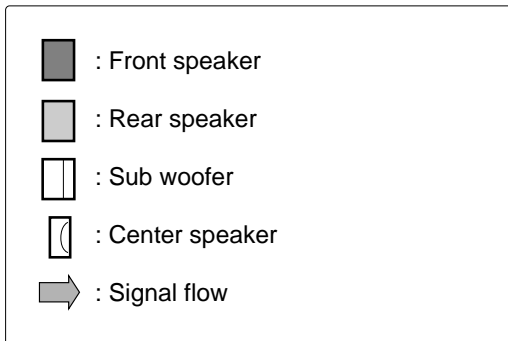 : Front speaker
: Rear speaker
: Sub woofer
: Center speaker
: Signal flow